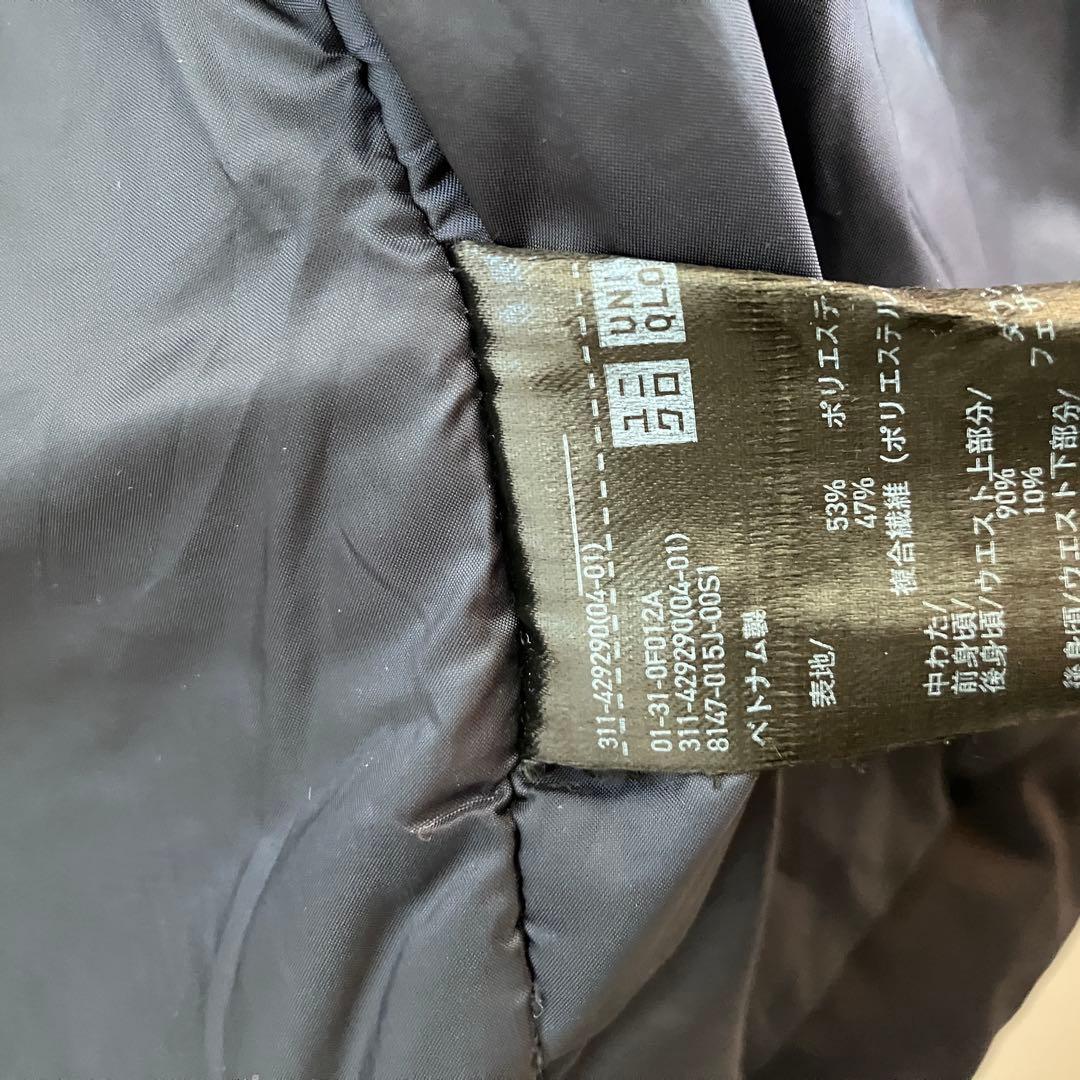 UNI
QLO
ユニ
クロ
311-429290(04-01)
01-31-0F012A
311-429290(04-01)
8147-015J-00S1
ベトナム製
表地/
53% ポリエステ
47%
複合繊維 (ポリエステル
中わた/
前身頃/
後身頃/ウエスト上部分/
90%
10% フェ
後身頃/ウエスト下部分/